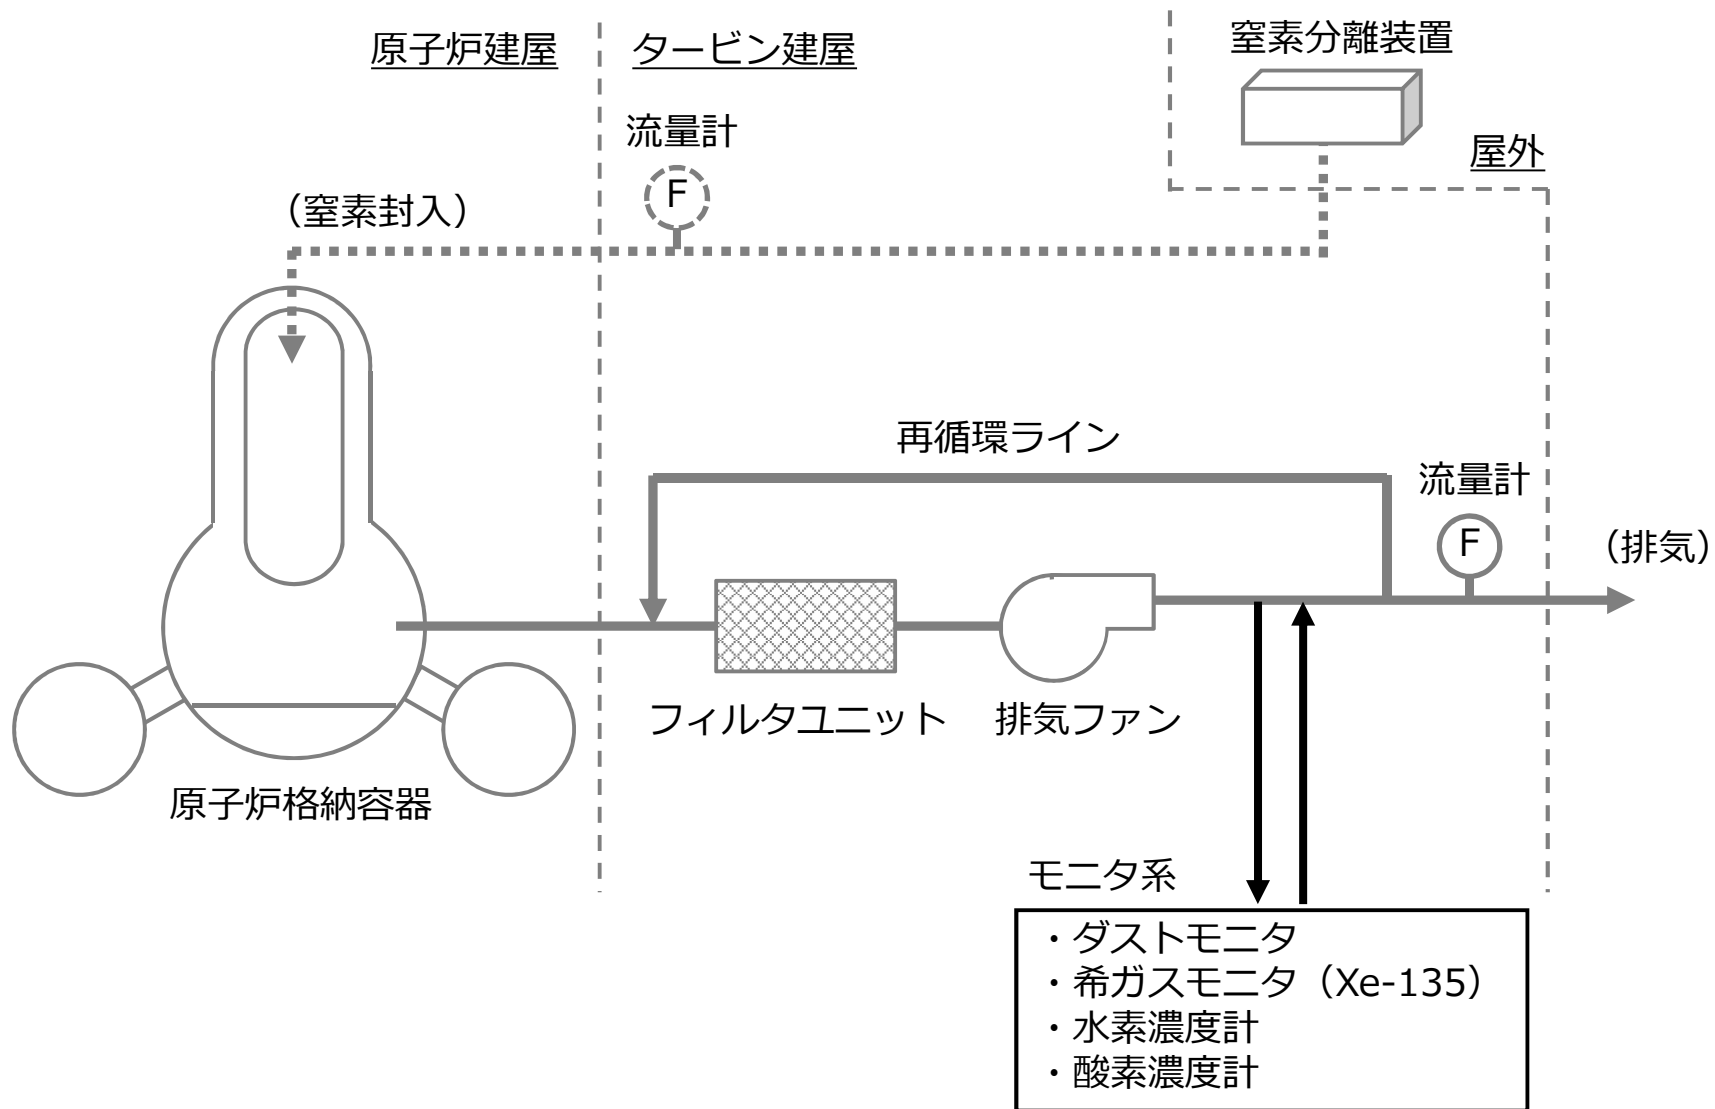 原子炉建屋
タービン建屋
窒素分離装置
流量計
屋外
F
（窒素封入）
再循環ライン
流量計
F
（排気）
フィルタユニット
排気ファン
原子炉格納容器
モニタ系
・ダストモニタ
・希ガスモニタ（Xe-135）
・水素濃度計
・酸素濃度計